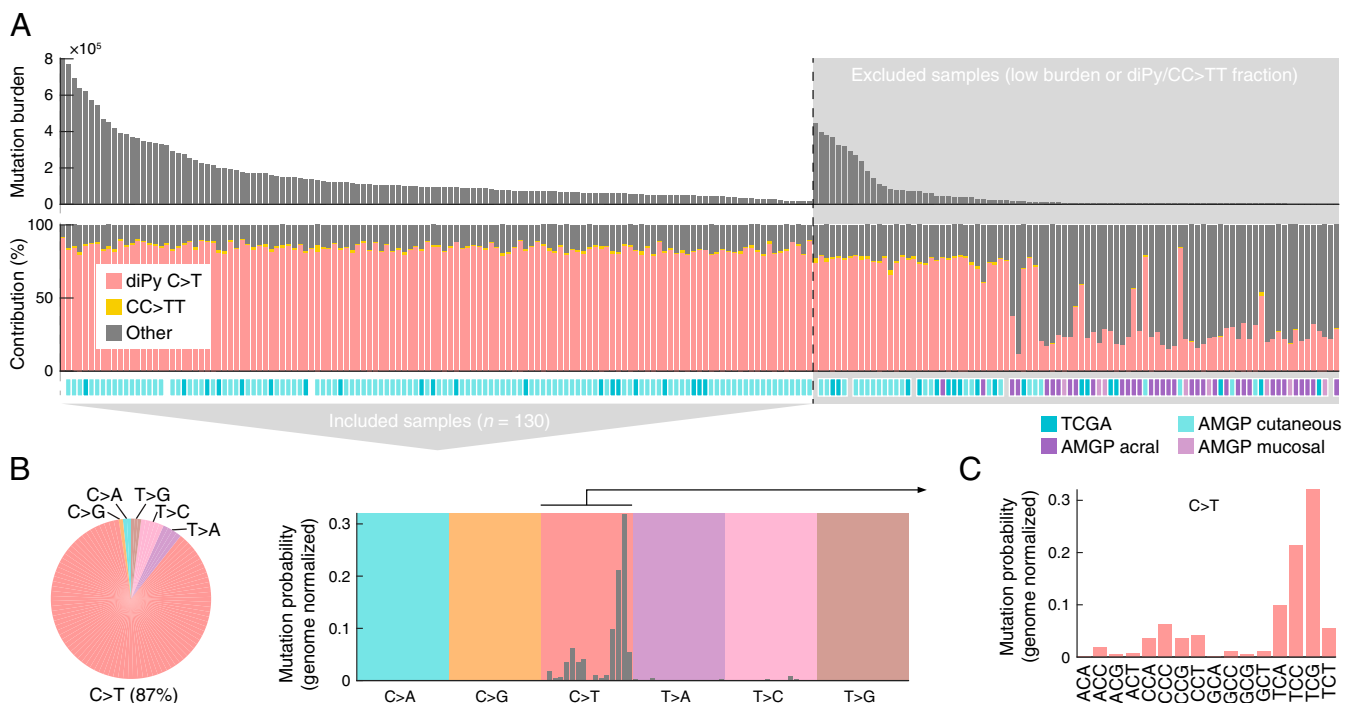 A
×10⁵
Mutation burden
8
6
4
2
0
Excluded samples (low burden or diPy/CC>TT fraction)
Contribution (%)
100
50
0
diPy C>T
CC>TT
Other
Included samples (n = 130)
TCGA
AMGP cutaneous
AMGP acral
AMGP mucosal
B
C>A
T>G
C>G
T>C
T>A
C>T (87%)
Mutation probability
(genome normalized)
0.3
0.2
0.1
0
C>A
C>G
C>T
T>A
T>C
T>G
C
C>T
Mutation probability
(genome normalized)
0.3
0.2
0.1
0
ACA
ACC
ACG
ACT
CCA
CCC
CCG
CCT
GCA
GCC
GCG
GCT
TCA
TCC
TCG
TCT